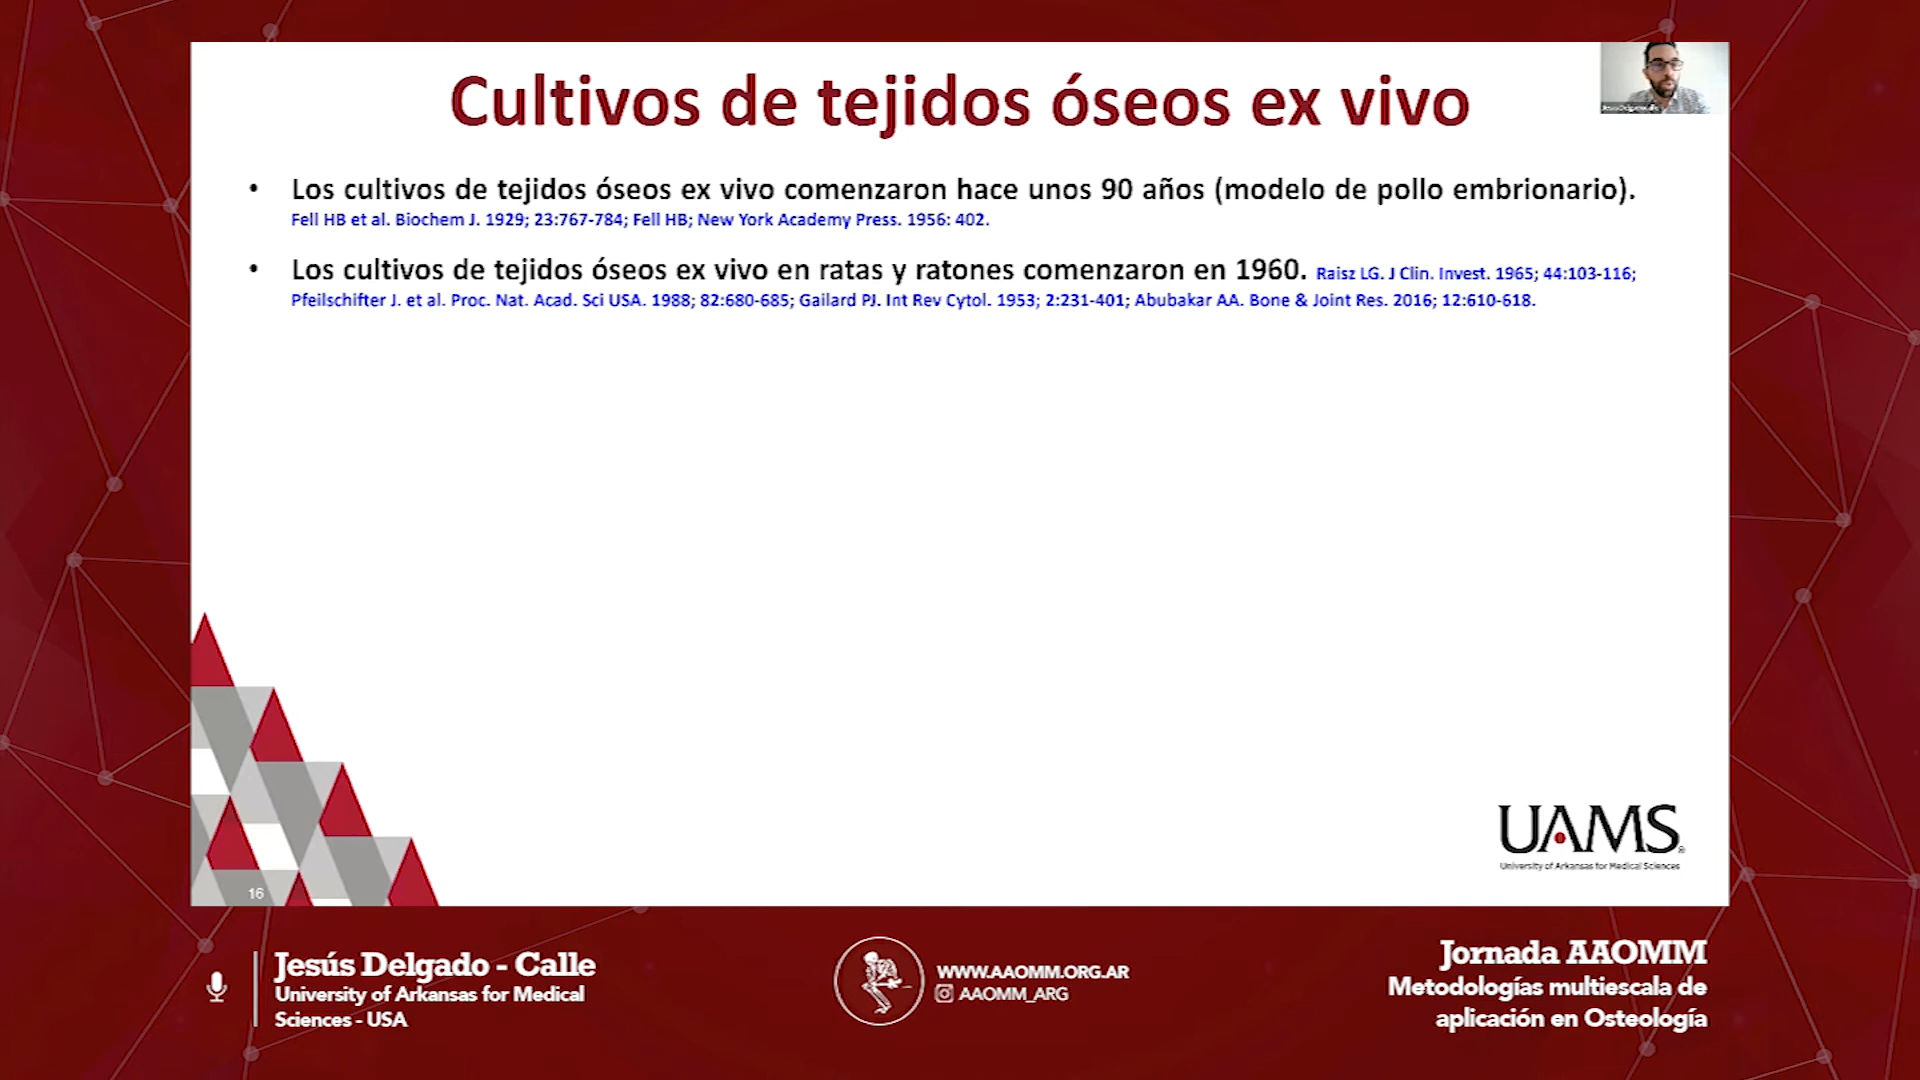 Cultivos de tejidos óseos ex vivo
• Los cultivos de tejidos óseos ex vivo comenzaron hace unos 90 años (modelo de pollo embrionario).
Fell HB et al. Biochem J. 1929; 23:767-784; Fell HB; New York Academy Press. 1956: 402.
• Los cultivos de tejidos óseos ex vivo en ratas y ratones comenzaron en 1960. Raisz LG. J Clin. Invest. 1965; 44:103-116;
Pfeilschifter J. et al. Proc. Nat. Acad. Sci USA. 1988; 82:680-685; Gailard PJ. Int Rev Cytol. 1953; 2:231-401; Abubakar AA. Bone & Joint Res. 2016; 12:610-618.
UAMS®
University of Arkansas for Medical Sciences
16
Jesús Delgado - Calle
University of Arkansas for Medical
Sciences - USA
WWW.AAOMM.ORG.AR
AAOMM_ARG
Jornada AAOMM
Metodologías multiescala de
aplicación en Osteología